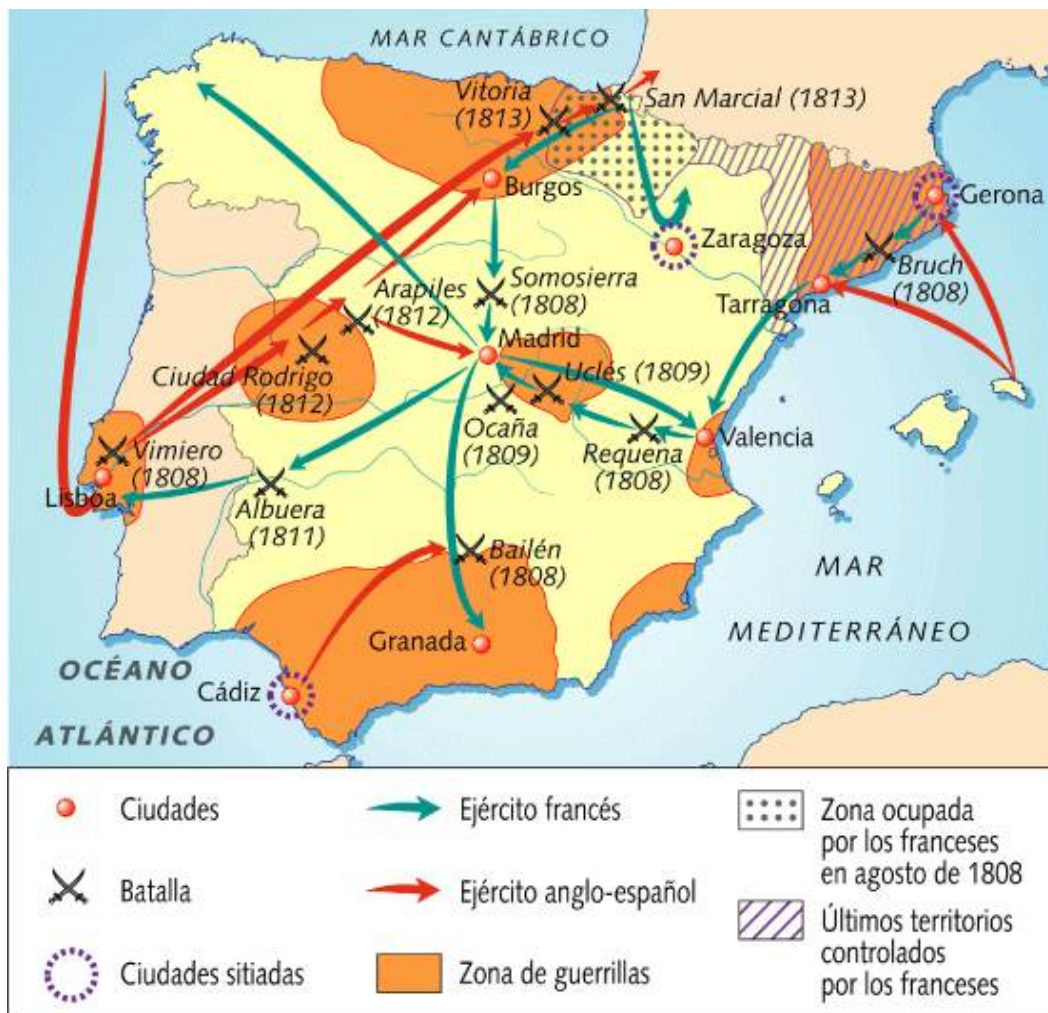 MAR CANTÁBRICO
Vitoria
(1813)
San Marcial (1813)
Burgos
Gerona
Zaragoza
Bruch
(1808)
Tarragona
Somosierra
(1808)
Arapiles
(1812)
Madrid
Ciudad Rodrigo
(1812)
Uclés (1809)
Ocaña
(1809)
Requena
(1808)
Valencia
Vimiero
(1808)
Lisboa
Albuera
(1811)
Bailén
(1808)
MAR
MEDITERRÁNEO
Granada
OCÉANO
ATLÁNTICO
Cádiz
Ciudades
Batalla
Ciudades sitiadas
Ejército francés
Ejército anglo-español
Zona de guerrillas
Zona ocupada
por los franceses
en agosto de 1808
Últimos territorios
controlados
por los franceses